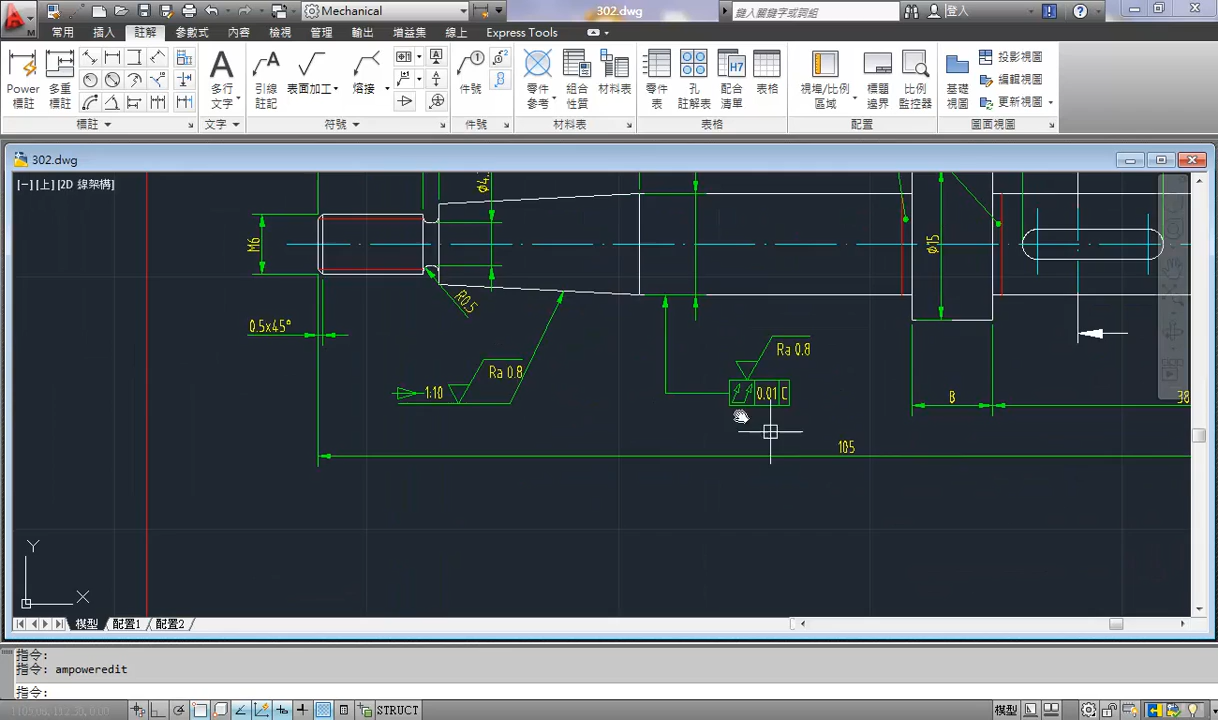 Mechanical
302.dwg
鍵入關鍵字或詞組
登入
常用 插入 註解 參數式 內容 檢視 管理 輸出 增益集 線上 Express Tools
Power 標註
多重 標註
多行 文字
引線 註記
表面加工
熔接
件號
零件 參考
組合 性質
材料表
零件 表
孔 註解表
配合 清單
表格
視埠/比例 區域
標題 邊界
比例 監控器
基礎 視圖
投影視圖
編輯視圖
更新視圖
標註 文字 符號 件號 材料表 表格 配置 圖面視圖
302.dwg
[−][上][2D 線架構]
M6
R0.5
ϕ15
0.5x45°
Ra 0.8
Ra 0.8
1:10
0.01 C
B
38
105
Y
X
模型 配置1 配置2
指令:
指令: ampoweredit
指令:
STRUCT
模型